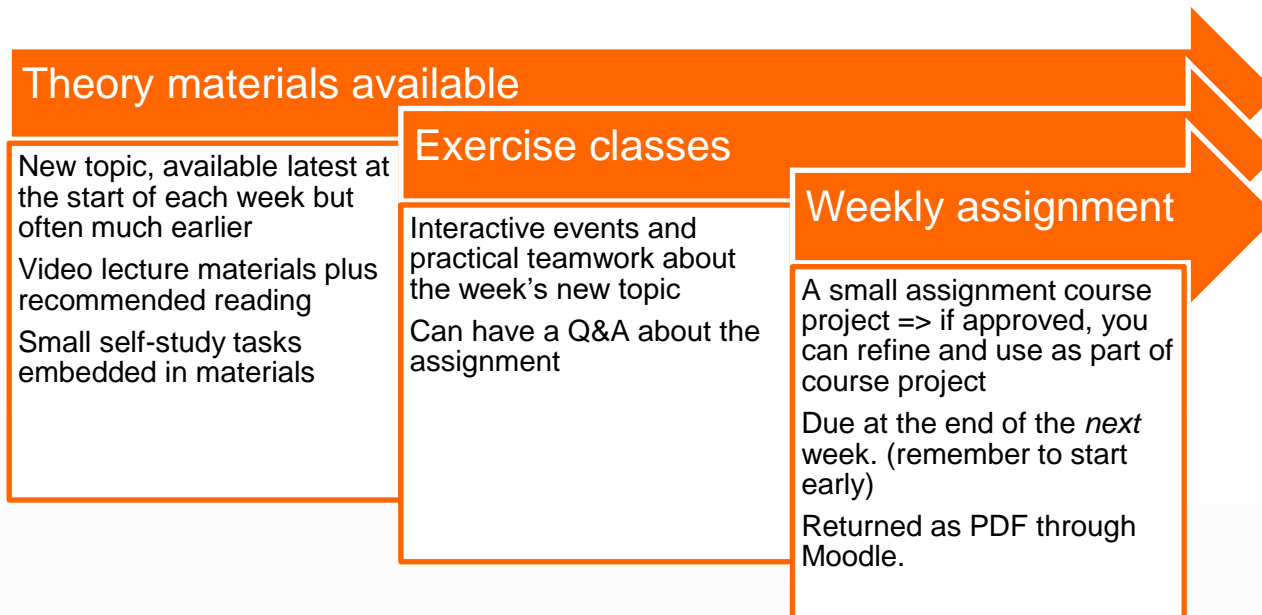 Theory materials available
New topic, available latest at
the start of each week but
often much earlier
Video lecture materials plus
recommended reading
Small self-study tasks
embedded in materials
Exercise classes
Interactive events and
practical teamwork about
the week's new topic
Can have a Q&A about the
assignment
Weekly assignment
A small assignment course
project => if approved, you
can refine and use as part of
course project
Due at the end of the next
week. (remember to start
early)
Returned as PDF through
Moodle.